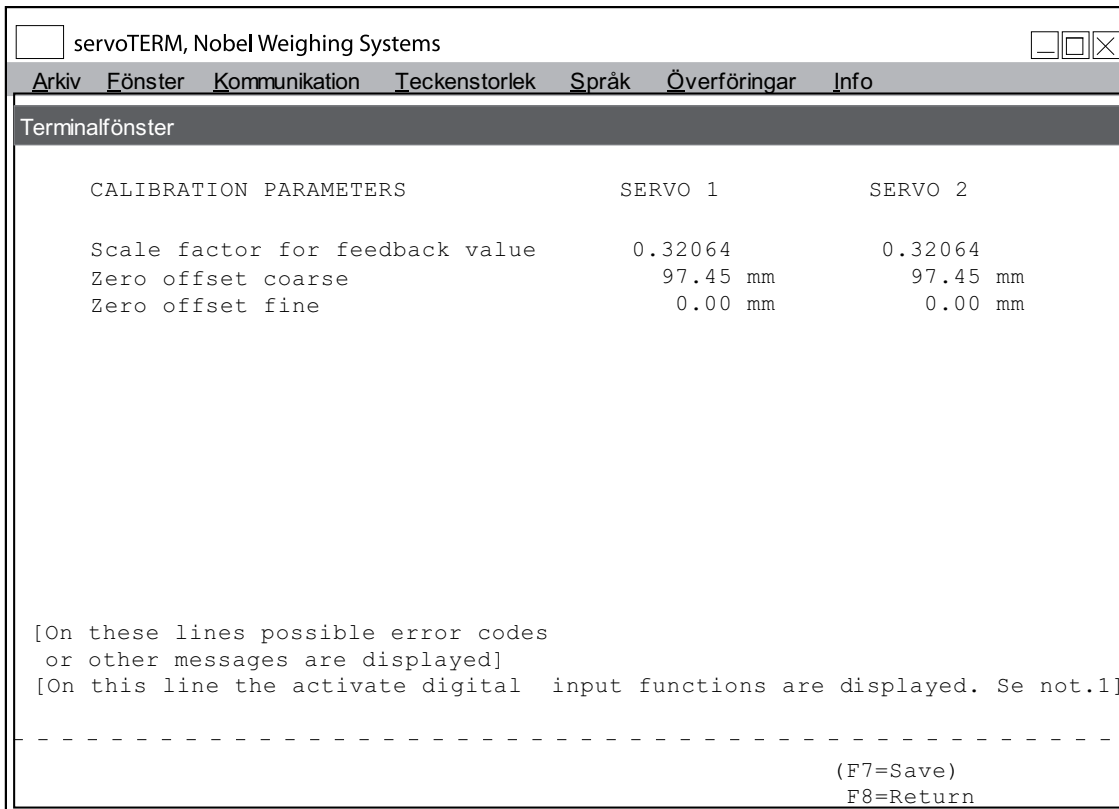 servoTERM, Nobel Weighing Systems
Arkiv Fönster Kommunikation Teckenstorlek Språk Överföringar Info
Terminalfönster
CALIBRATION PARAMETERS SERVO 1 SERVO 2
Scale factor for feedback value 0.32064 0.32064
Zero offset coarse 97.45 mm 97.45 mm
Zero offset fine 0.00 mm 0.00 mm
[On these lines possible error codes
or other messages are displayed]
[On this line the activate digital input functions are displayed. Se not.1]
(F7=Save)
F8=Return